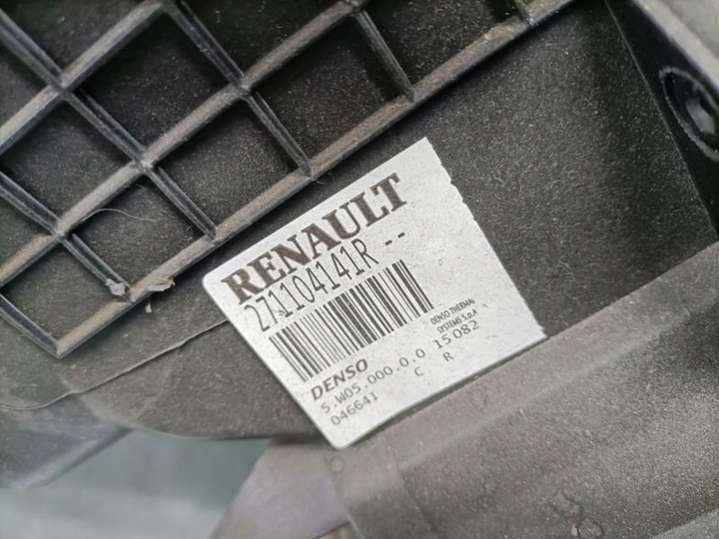 RENAULT
271104141R --
DENSO
DENSO THERMAL
SYSTEMS S.p.A
5.W05.000.0.0 15082
046641 C R